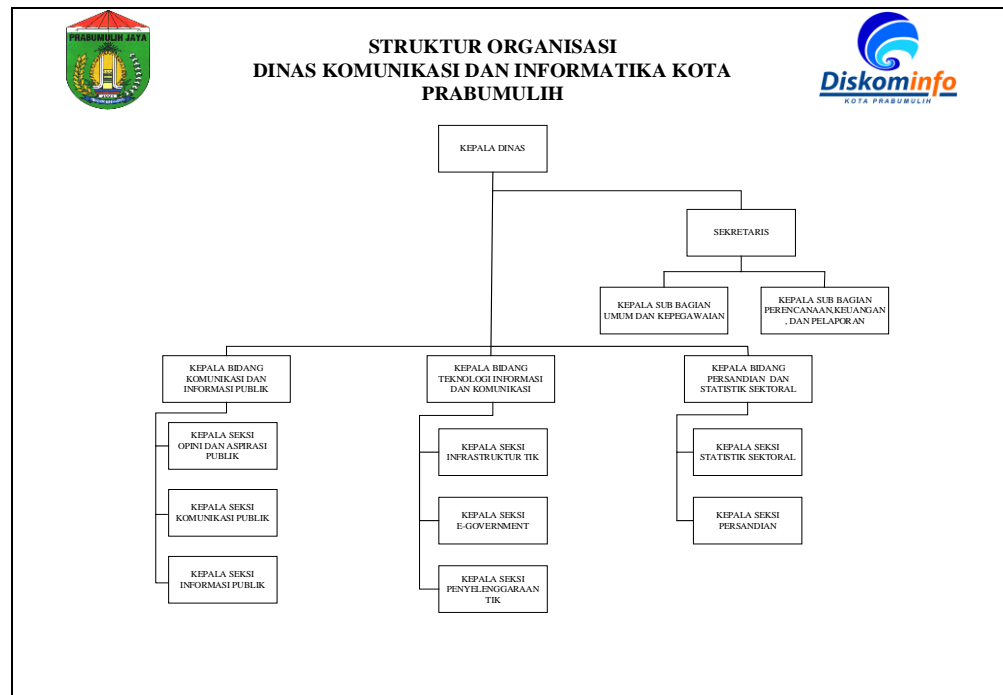 PRABUMULIH JAYA
STRUKTUR ORGANISASI
DINAS KOMUNIKASI DAN INFORMATIKA KOTA
PRABUMULIH
Diskominfo
KOTA PRABUMULIH
KEPALA DINAS
SEKRETARIS
KEPALA SUB BAGIAN
UMUM DAN KEPEGAWAIAN
KEPALA SUB BAGIAN
PERENCANAAN,KEUANGAN
, DAN PELAPORAN
KEPALA BIDANG
KOMUNIKASI DAN
INFORMASI PUBLIK
KEPALA BIDANG
TEKNOLOGI INFORMASI
DAN KOMUNIKASI
KEPALA BIDANG
PERSANDIAN DAN
STATISTIK SEKTORAL
KEPALA SEKSI
OPINI DAN ASPIRASI
PUBLIK
KEPALA SEKSI
KOMUNIKASI PUBLIK
KEPALA SEKSI
INFORMASI PUBLIK
KEPALA SEKSI
INFRASTRUKTUR TIK
KEPALA SEKSI
E-GOVERNMENT
KEPALA SEKSI
PENYELENGGARAAN
TIK
KEPALA SEKSI
STATISTIK SEKTORAL
KEPALA SEKSI
PERSANDIAN